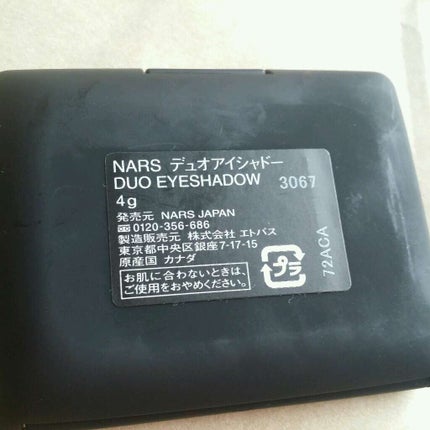 NARS デュオアイシャドー
DUO EYESHADOW 3067
4g
発売元 NARS JAPAN
☎0120-356-686
製造販売元 株式会社 エトバス
東京都中央区銀座7-17-15
原産国 カナダ
お肌に合わないときは、
ご使用をおやめください。
プラ
72ACA